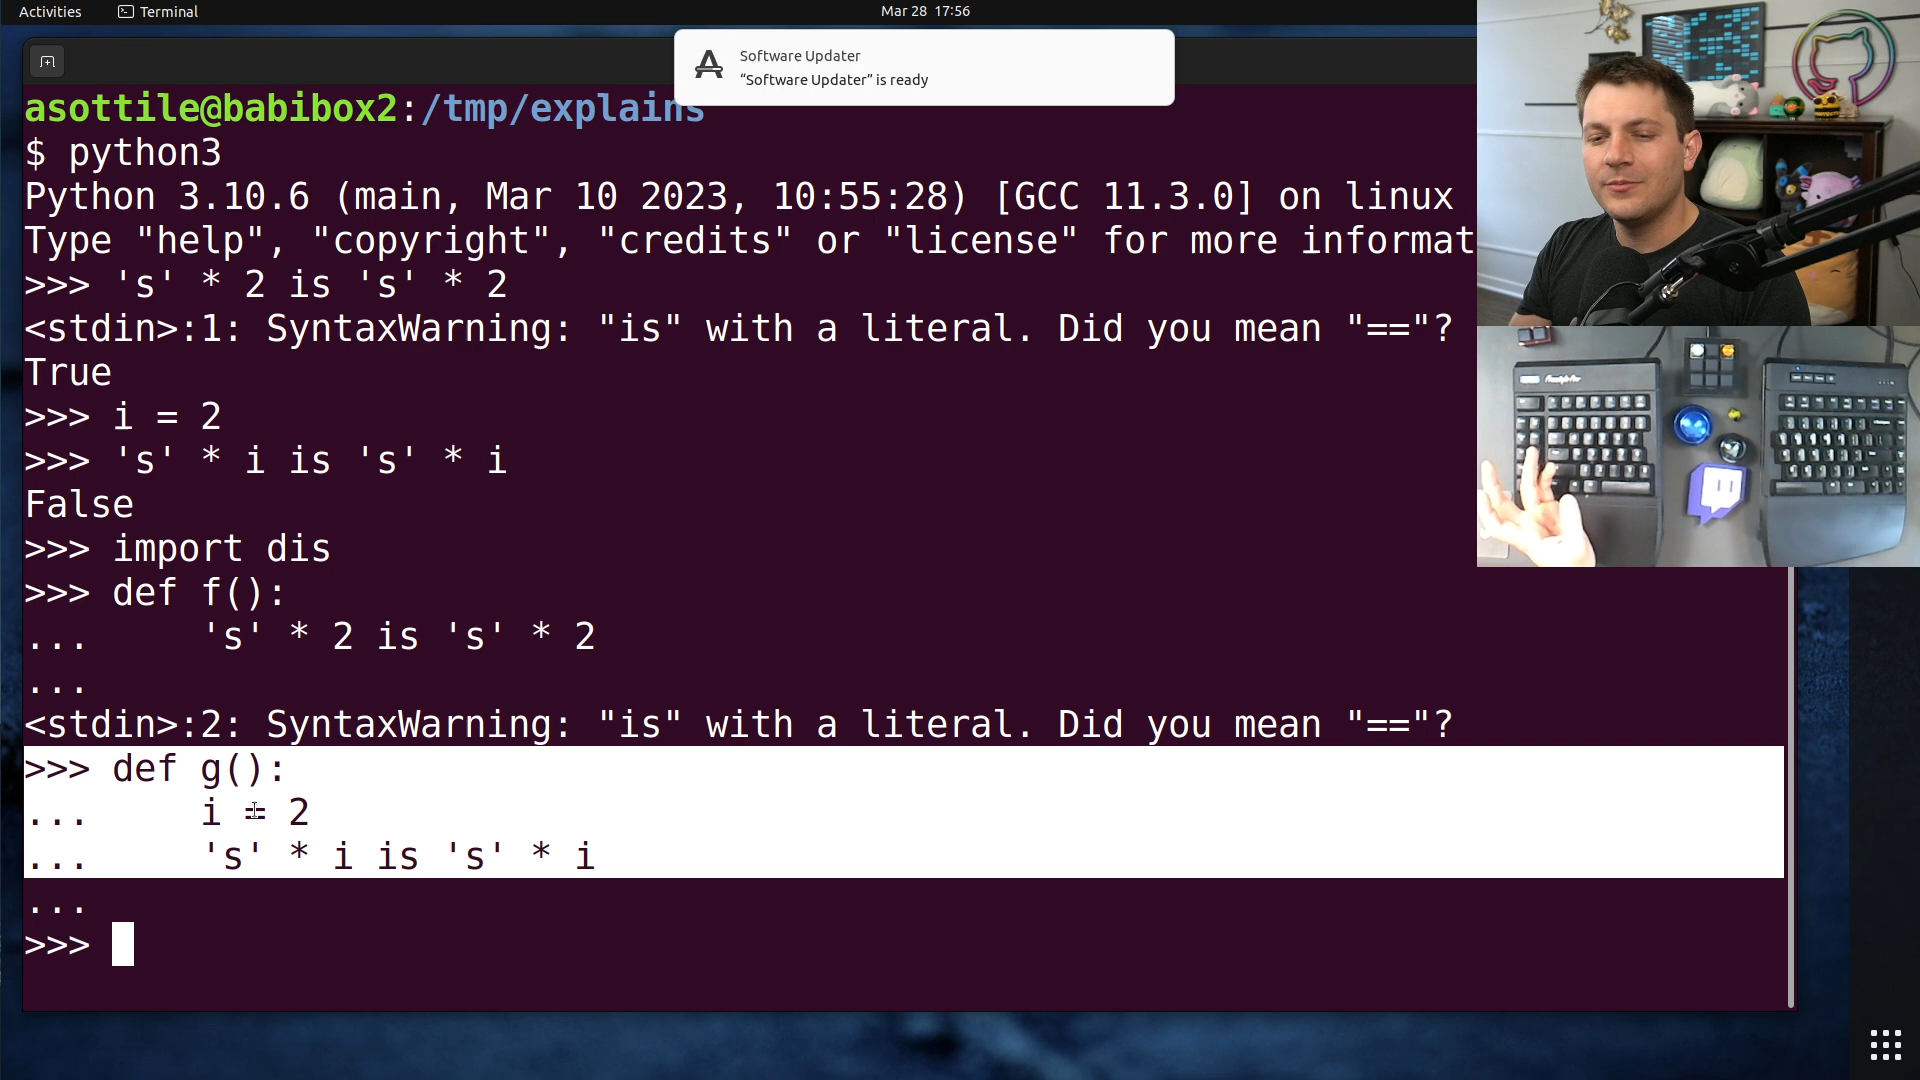 Activities
Terminal
Mar 28 17:56
Software Updater
“Software Updater” is ready
asottile@babibox2:/tmp/explains
$ python3
Python 3.10.6 (main, Mar 10 2023, 10:55:28) [GCC 11.3.0] on linux
Type "help", "copyright", "credits" or "license" for more informat
>>> 's' * 2 is 's' * 2
<stdin>:1: SyntaxWarning: "is" with a literal. Did you mean "=="?
True
>>> i = 2
>>> 's' * i is 's' * i
False
>>> import dis
>>> def f():
...     's' * 2 is 's' * 2
...
<stdin>:2: SyntaxWarning: "is" with a literal. Did you mean "=="?
>>> def g():
...     i = 2
...     's' * i is 's' * i
...
>>>